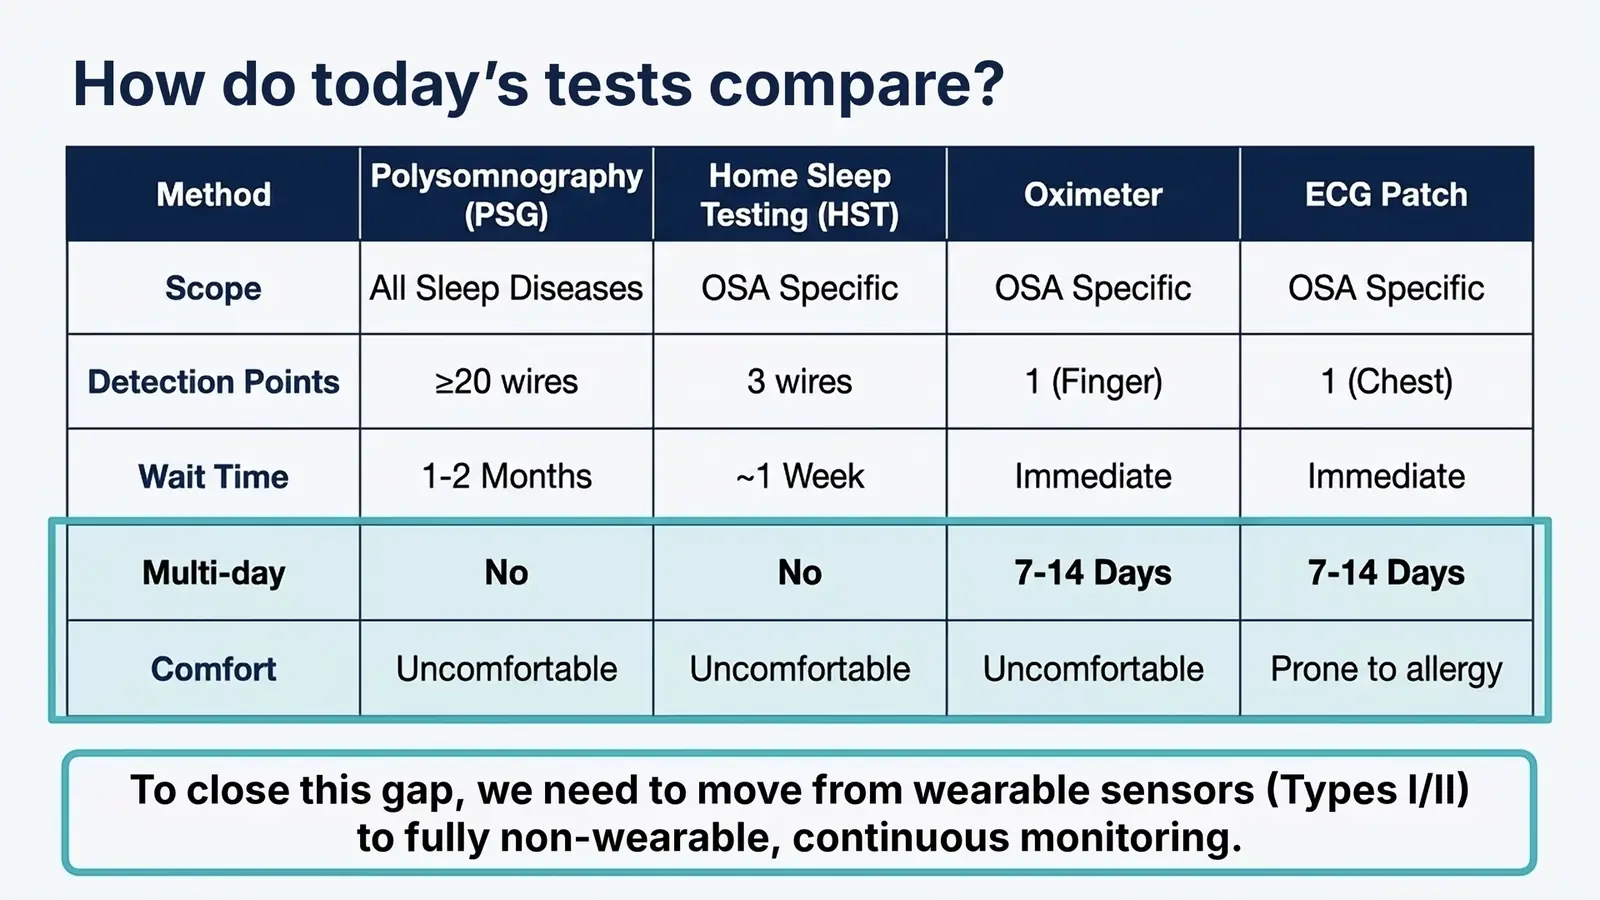 How do today’s tests compare?
Method
Polysomnography
(PSG)
Home Sleep
Testing (HST)
Oximeter
ECG Patch
Scope
All Sleep Diseases
OSA Specific
OSA Specific
OSA Specific
Detection Points
≥20 wires
3 wires
1 (Finger)
1 (Chest)
Wait Time
1-2 Months
~1 Week
Immediate
Immediate
Multi-day
No
No
7-14 Days
7-14 Days
Comfort
Uncomfortable
Uncomfortable
Uncomfortable
Prone to allergy
To close this gap, we need to move from wearable sensors (Types I/II)
to fully non-wearable, continuous monitoring.